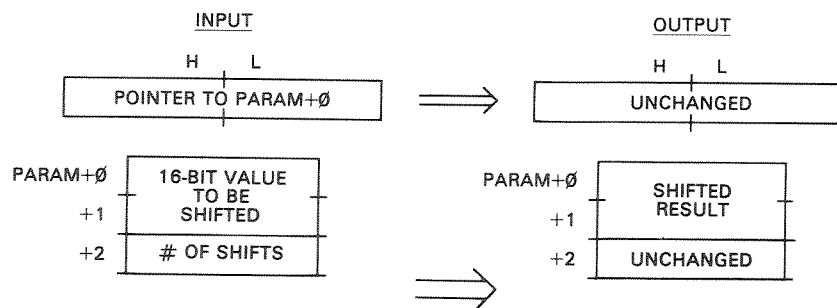 INPUT
OUTPUT
H L
H L
POINTER TO PARAM+Ø
UNCHANGED
PARAM+Ø
+1
+2
16-BIT VALUE
TO BE
SHIFTED
# OF SHIFTS
PARAM+Ø
+1
+2
SHIFTED
RESULT
UNCHANGED